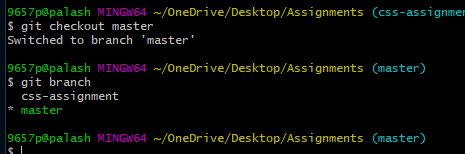 9657p@palash MINGW64 ~/OneDrive/Desktop/Assignments (css-assignme
$ git checkout master
Switched to branch 'master'
9657p@palash MINGW64 ~/OneDrive/Desktop/Assignments (master)
$ git branch
  css-assignment
* master
9657p@palash MINGW64 ~/OneDrive/Desktop/Assignments (master)
$